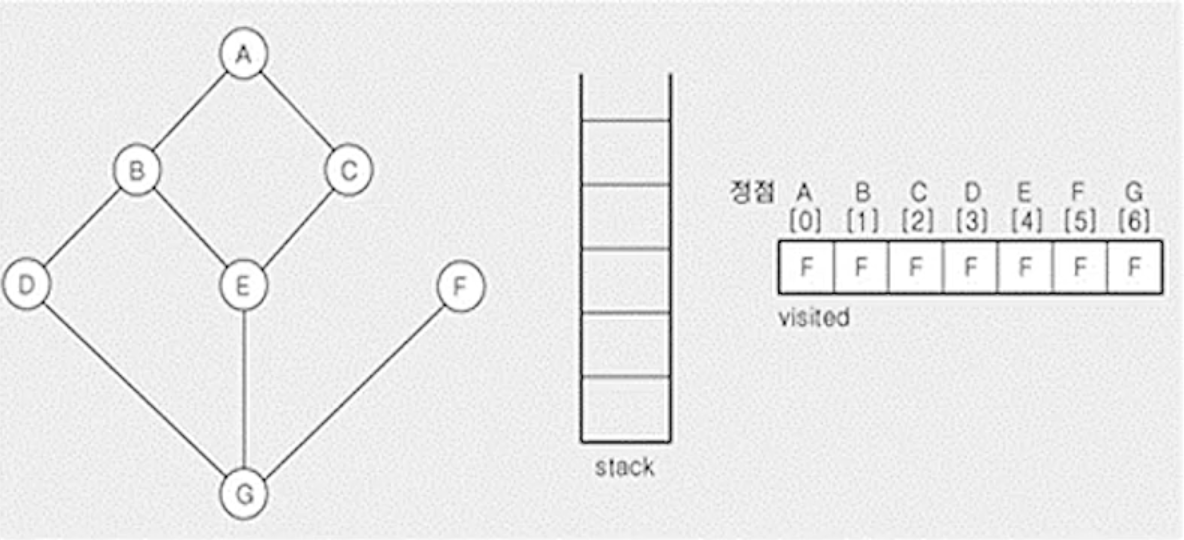 A
B C
D E F
G
stack
정점 A B C D E F G
[0] [1] [2] [3] [4] [5] [6]
F F F F F F F
visited